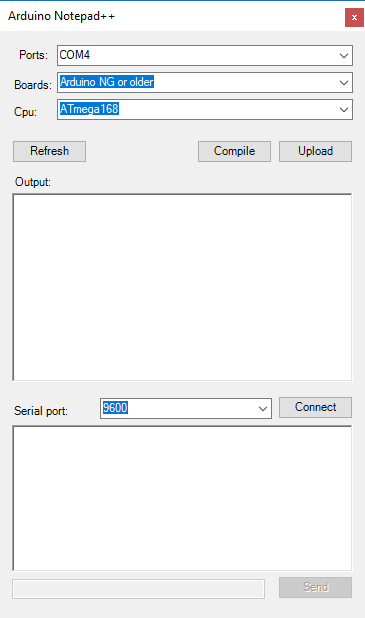 Arduino Notepad++
x
Ports: COM4
Boards: Arduino NG or older
Cpu: ATmega168
Refresh Compile Upload
Output:
Serial port: 9600 Connect
Send